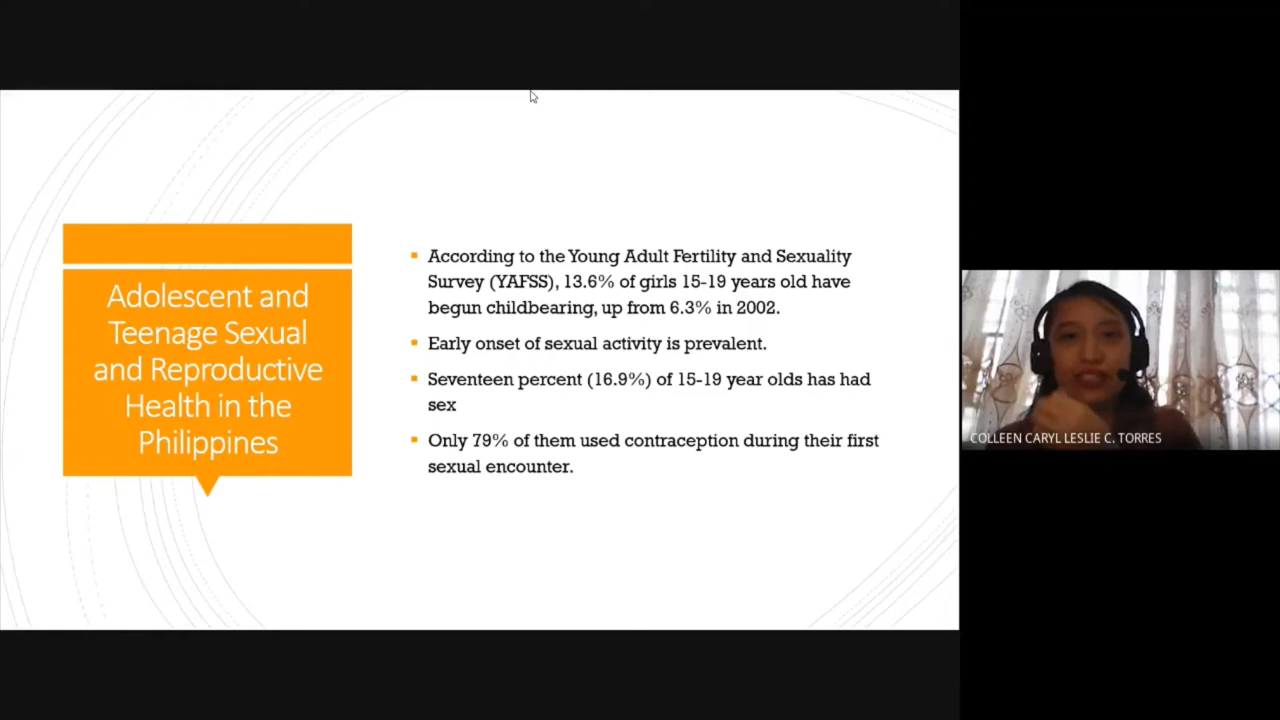 Adolescent and
Teenage Sexual
and Reproductive
Health in the
Philippines
▪ According to the Young Adult Fertility and Sexuality
Survey (YAFSS), 13.6% of girls 15-19 years old have
begun childbearing, up from 6.3% in 2002.
▪ Early onset of sexual activity is prevalent.
▪ Seventeen percent (16.9%) of 15-19 year olds has had
sex
▪ Only 79% of them used contraception during their first
sexual encounter.
COLLEEN CARYL LESLIE C. TORRES